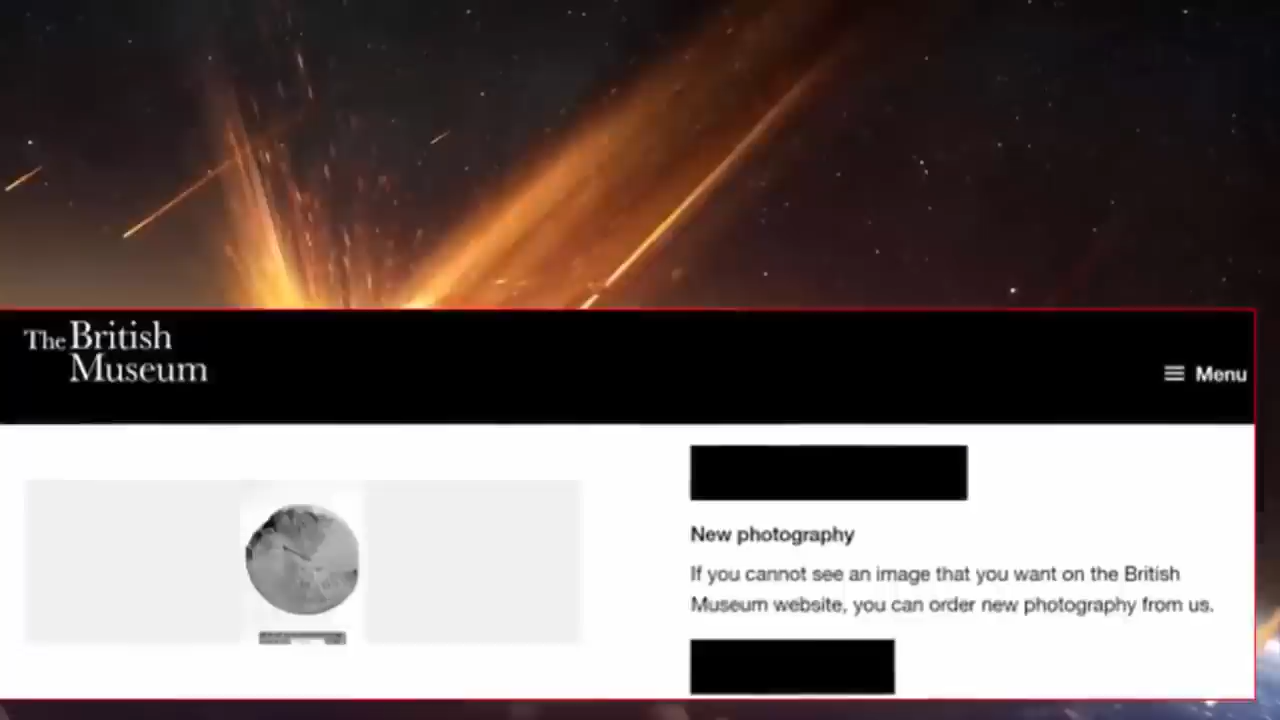 The British
Museum
Menu
New photography
If you cannot see an image that you want on the British
Museum website, you can order new photography from us.